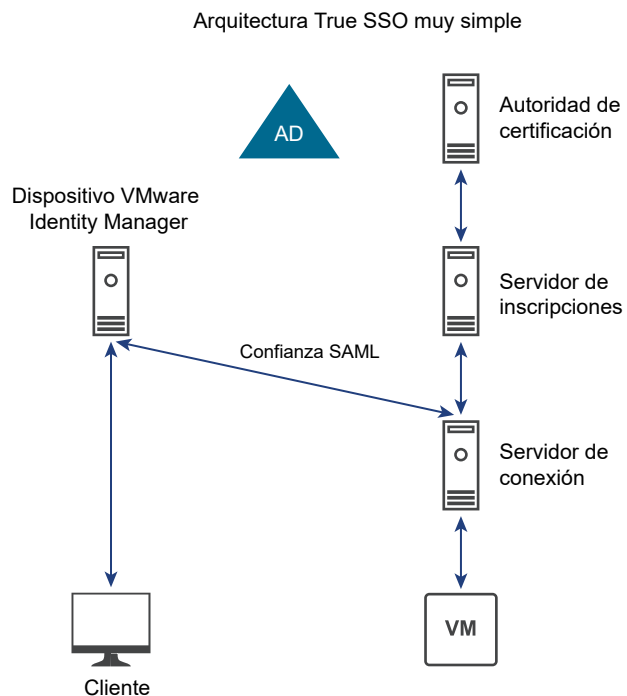 Arquitectura True SSO muy simple
AD
Autoridad de
certificación
Dispositivo VMware
Identity Manager
Servidor de
inscripciones
Confianza SAML
Servidor de
conexión
VM
Cliente